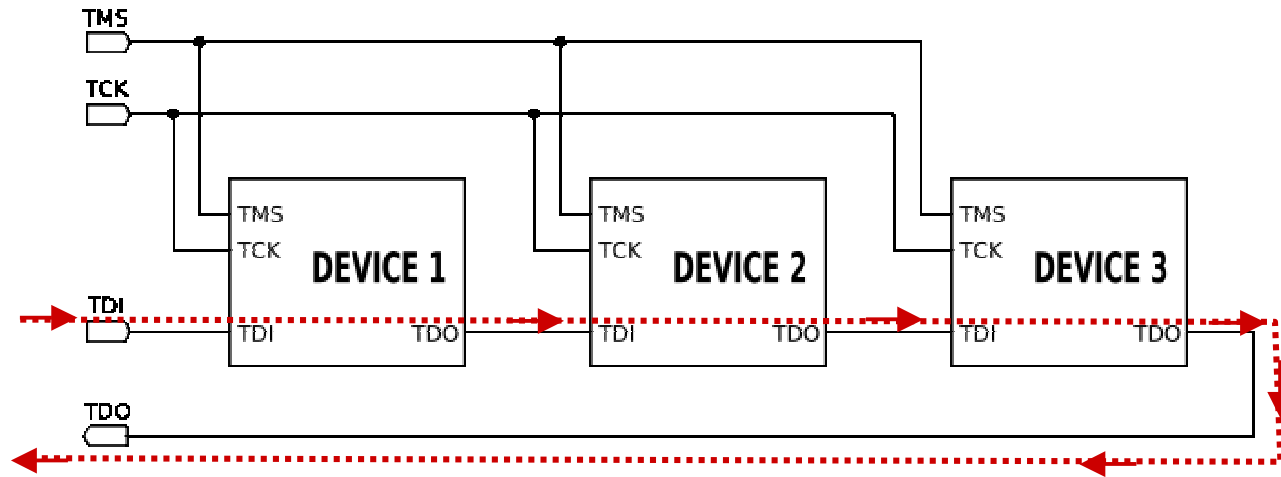 TMS
TCK
TMS
TCK
DEVICE 1
TDI
TDO
TMS
TCK
DEVICE 2
TDI
TDO
TMS
TCK
DEVICE 3
TDI
TDO
TDI
TDO